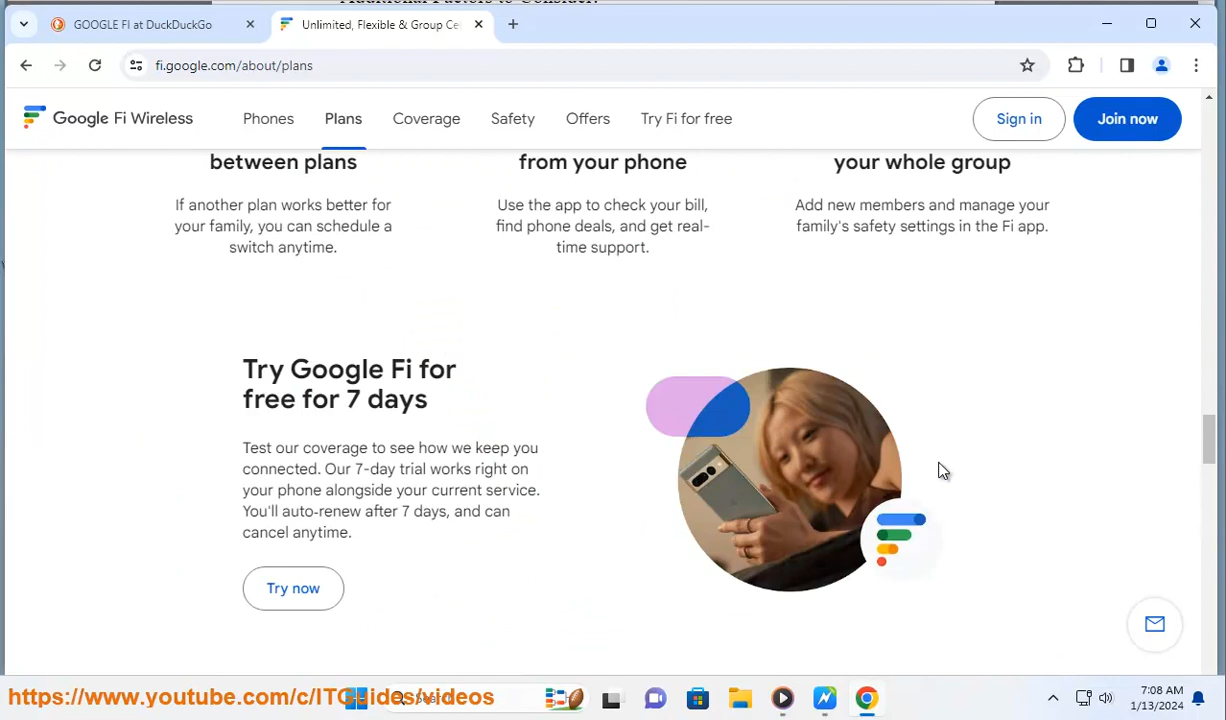 Additional Factors to Consider:
GOOGLE FI at DuckDuckGo
Unlimited, Flexible & Group Ce
fi.google.com/about/plans
Google Fi Wireless
Phones
Plans
Coverage
Safety
Offers
Try Fi for free
Sign in
Join now
between plans
If another plan works better for
your family, you can schedule a
switch anytime.
from your phone
Use the app to check your bill,
find phone deals, and get real-
time support.
your whole group
Add new members and manage your
family's safety settings in the Fi app.
Try Google Fi for
free for 7 days
Test our coverage to see how we keep you
connected. Our 7-day trial works right on
your phone alongside your current service.
You'll auto-renew after 7 days, and can
cancel anytime.
Try now
https://www.youtube.com/c/ITGuides/videos
7:08 AM
1/13/2024